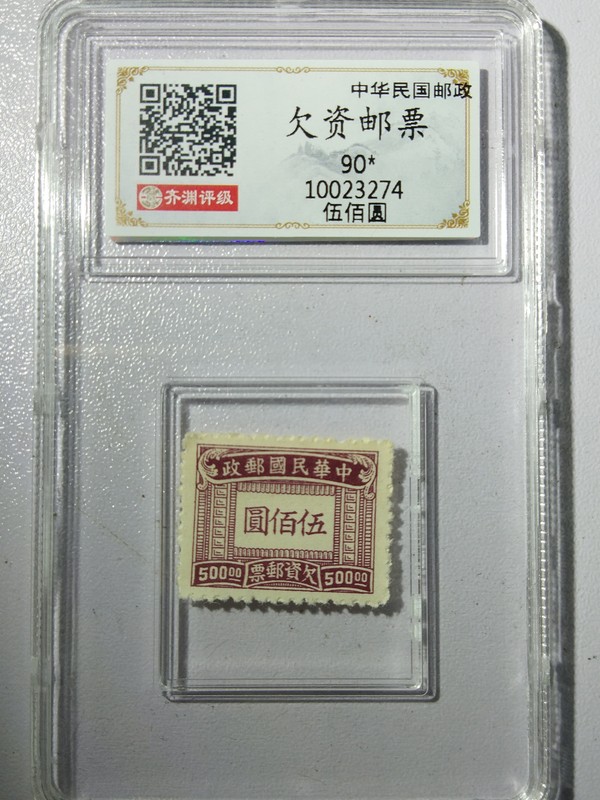 中华民国邮政
欠资邮票
90*
10023274
伍佰圆
齐渊评级
政郵國民華中
圓佰伍
500.00 票郵資欠 500.00